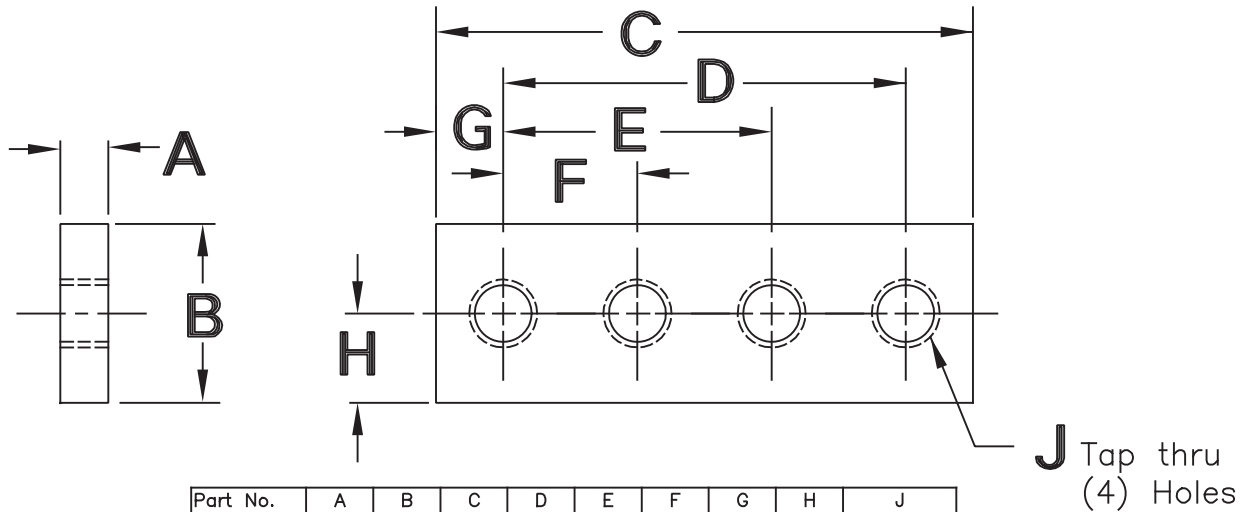 C
D
G E
A F
B
H
J Tap thru
(4) Holes
Part No. A B C D E F G H J